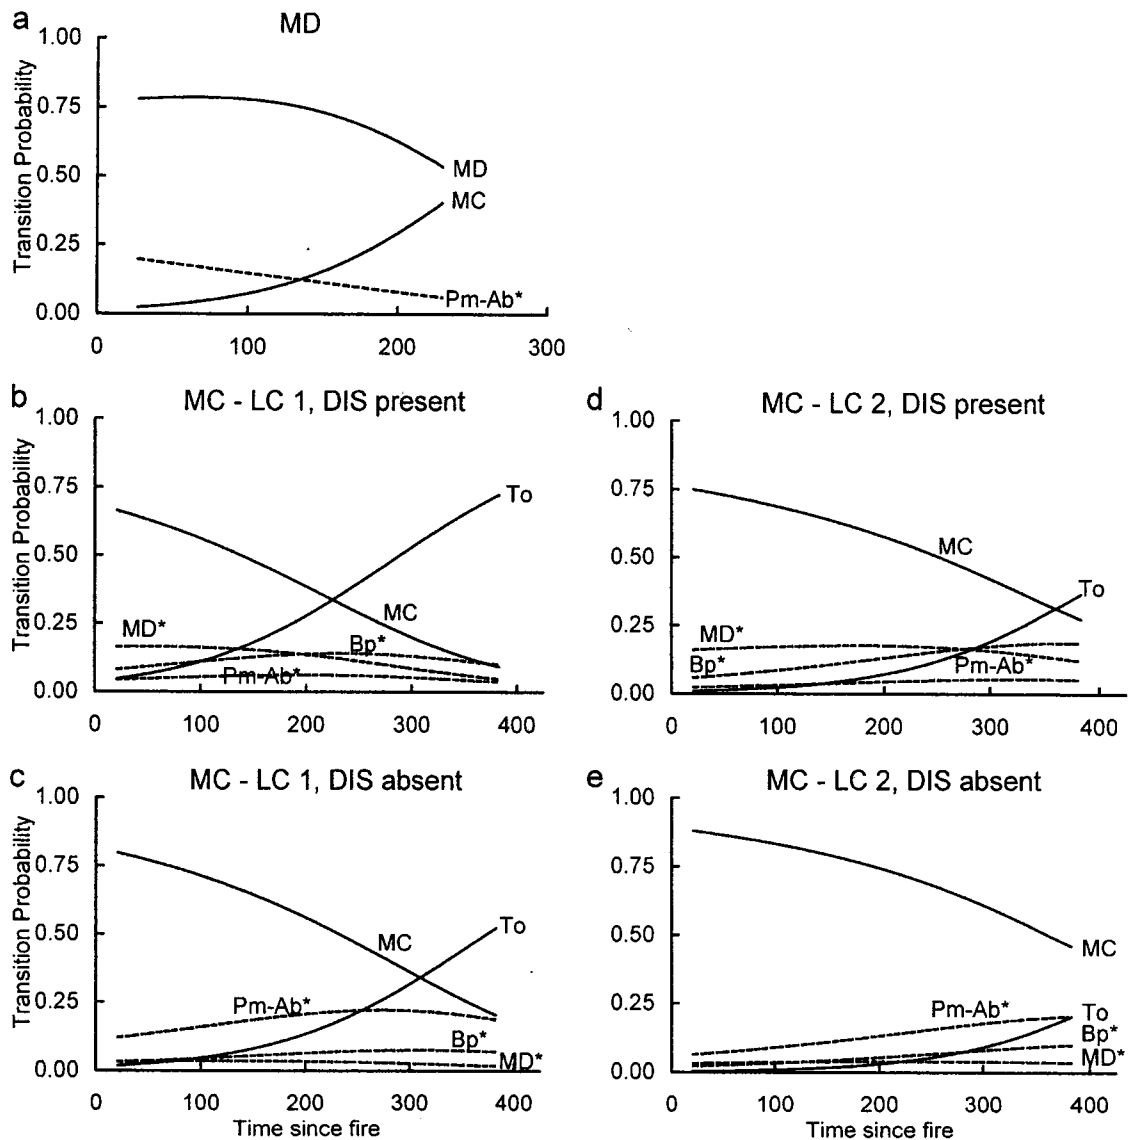 a
MD
Transition Probability
1.00
0.75
0.50
0.25
0.00
MD
MC
Pm-Ab*
0
100
200
300
b
MC - LC 1, DIS present
Transition Probability
1.00
0.75
0.50
0.25
0.00
To
MC
MD*
Bp*
Pm-Ab*
0
100
200
300
400
d
MC - LC 2, DIS present
1.00
0.75
0.50
0.25
0.00
MC
To
MD*
Bp*
Pm-Ab*
0
100
200
300
400
c
MC - LC 1, DIS absent
Transition Probability
1.00
0.75
0.50
0.25
0.00
To
MC
Pm-Ab*
Bp*
MD*
0
100
200
300
400
Time since fire
e
MC - LC 2, DIS absent
1.00
0.75
0.50
0.25
0.00
MC
Pm-Ab*
To
Bp*
MD*
0
100
200
300
400
Time since fire